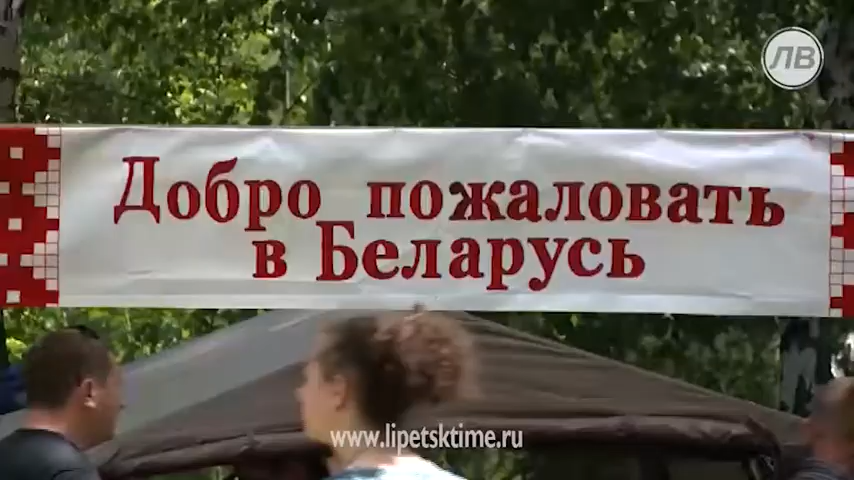 ЛВ
Добро пожаловать
в Беларусь
www.lipetsktime.ru